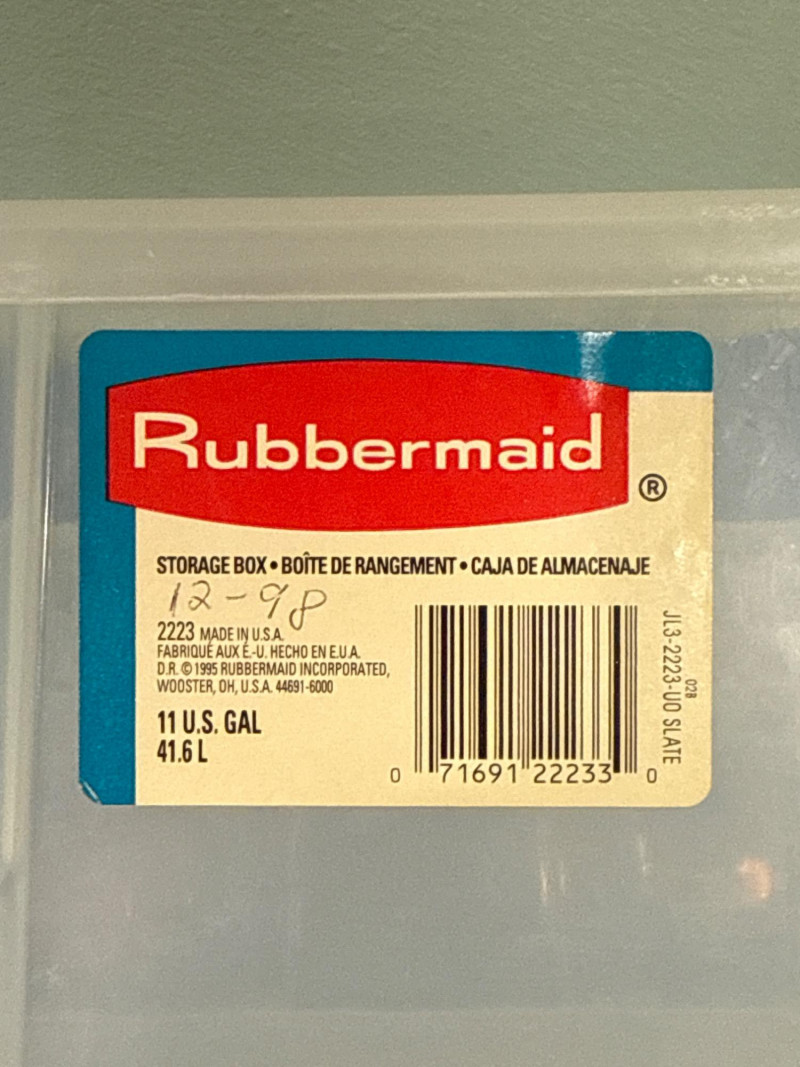 Rubbermaid
®
STORAGE BOX • BOÎTE DE RANGEMENT • CAJA DE ALMACENAJE
12-98
2223 MADE IN U.S.A.
FABRIQUÉ AUX É.-U. HECHO EN E.U.A.
D.R. © 1995 RUBBERMAID INCORPORATED,
WOOSTER, OH, U.S.A. 44691-6000
11 U.S. GAL
41.6 L
0 71691 22233 0
02B
JL3-2223-U0 SLATE